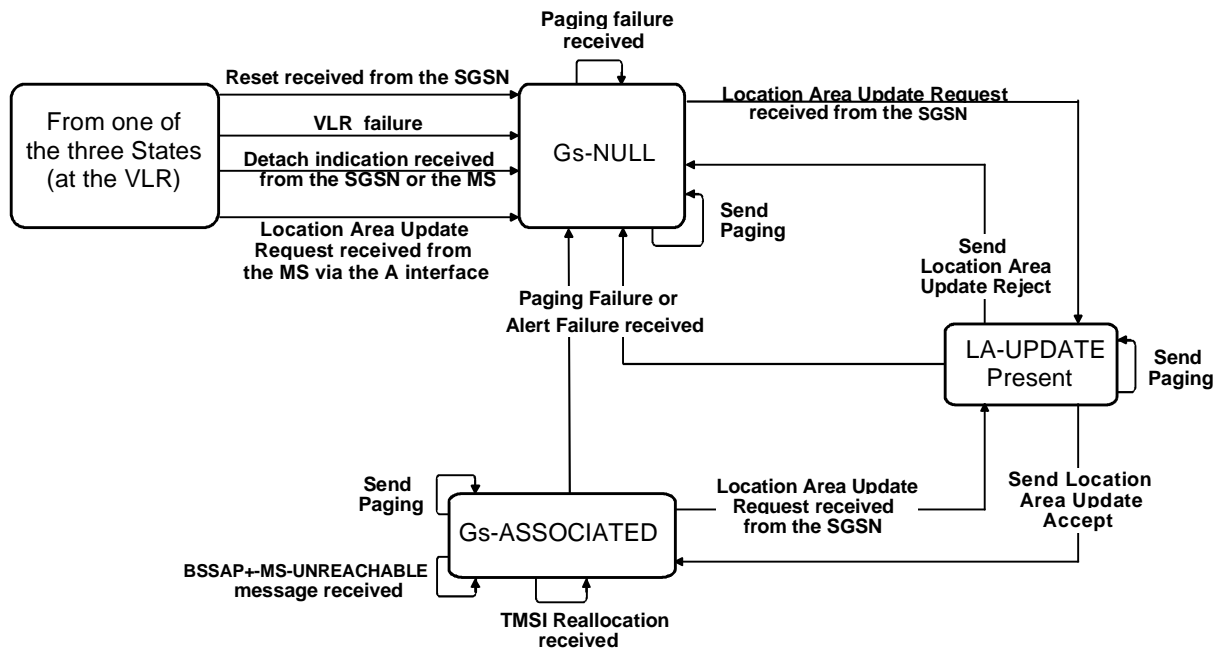 Paging failure
received
Reset received from the SGSN
VLR failure
Detach indication received
from the SGSN or the MS
Location Area Update
Request received from
the MS via the A interface
From one of
the three States
(at the VLR)
Gs-NULL
Location Area Update Request
received from the SGSN
Send
Paging
Send
Location Area
Update Reject
Paging Failure or
Alert Failure received
LA-UPDATE
Present
Send
Paging
Send
Paging
Gs-ASSOCIATED
Location Area Update
Request received
from the SGSN
Send Location
Area Update
Accept
BSSAP+-MS-UNREACHABLE
message received
TMSI Reallocation
received